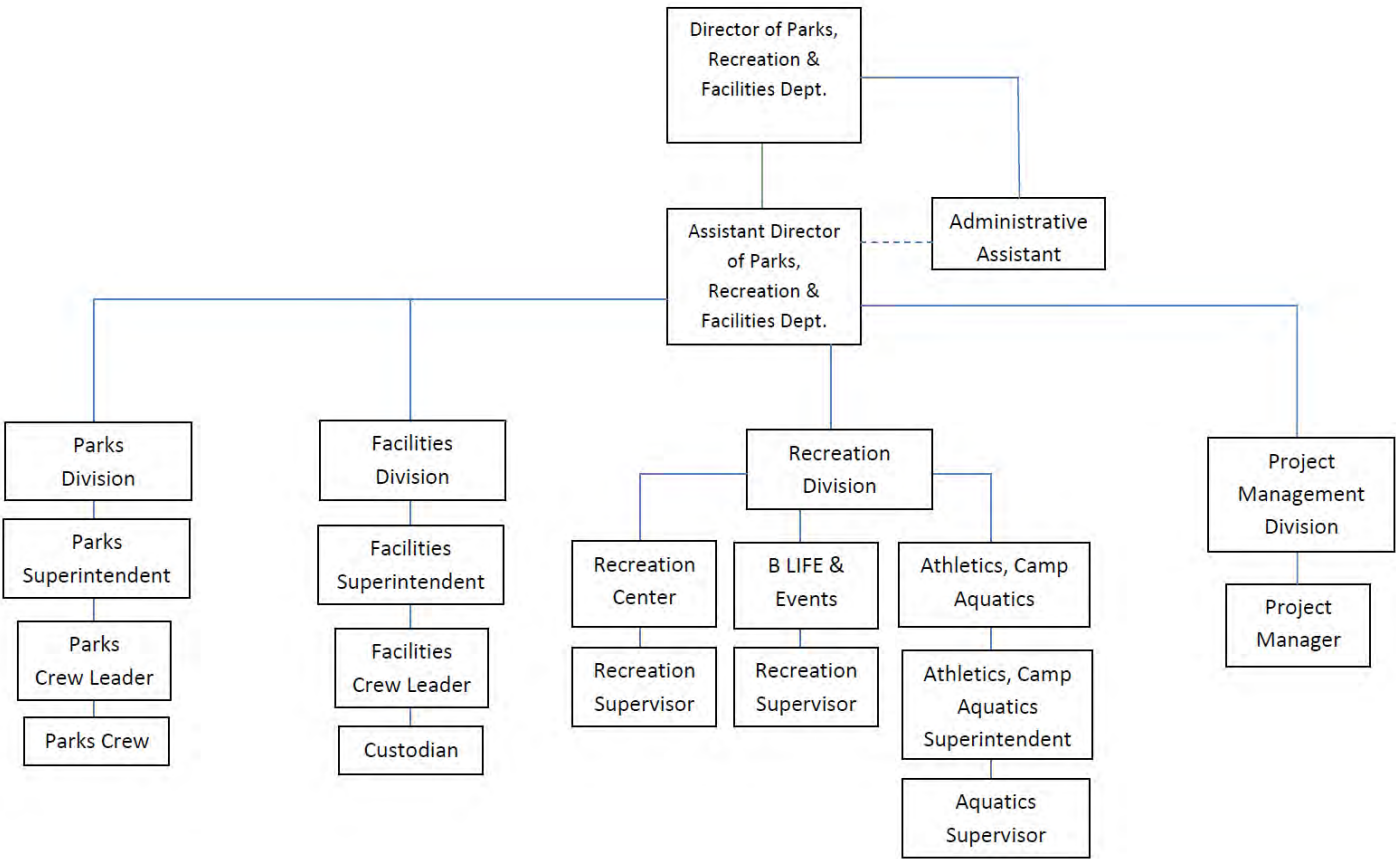 Director of Parks,
Recreation &
Facilities Dept.
Administrative
Assistant
Assistant Director
of Parks,
Recreation &
Facilities Dept.
Parks
Division
Parks
Superintendent
Parks
Crew Leader
Parks Crew
Facilities
Division
Facilities
Superintendent
Facilities
Crew Leader
Custodian
Recreation
Division
Recreation
Center
Recreation
Supervisor
B LIFE &
Events
Recreation
Supervisor
Athletics, Camp
Aquatics
Athletics, Camp
Aquatics
Superintendent
Aquatics
Supervisor
Project
Management
Division
Project
Manager